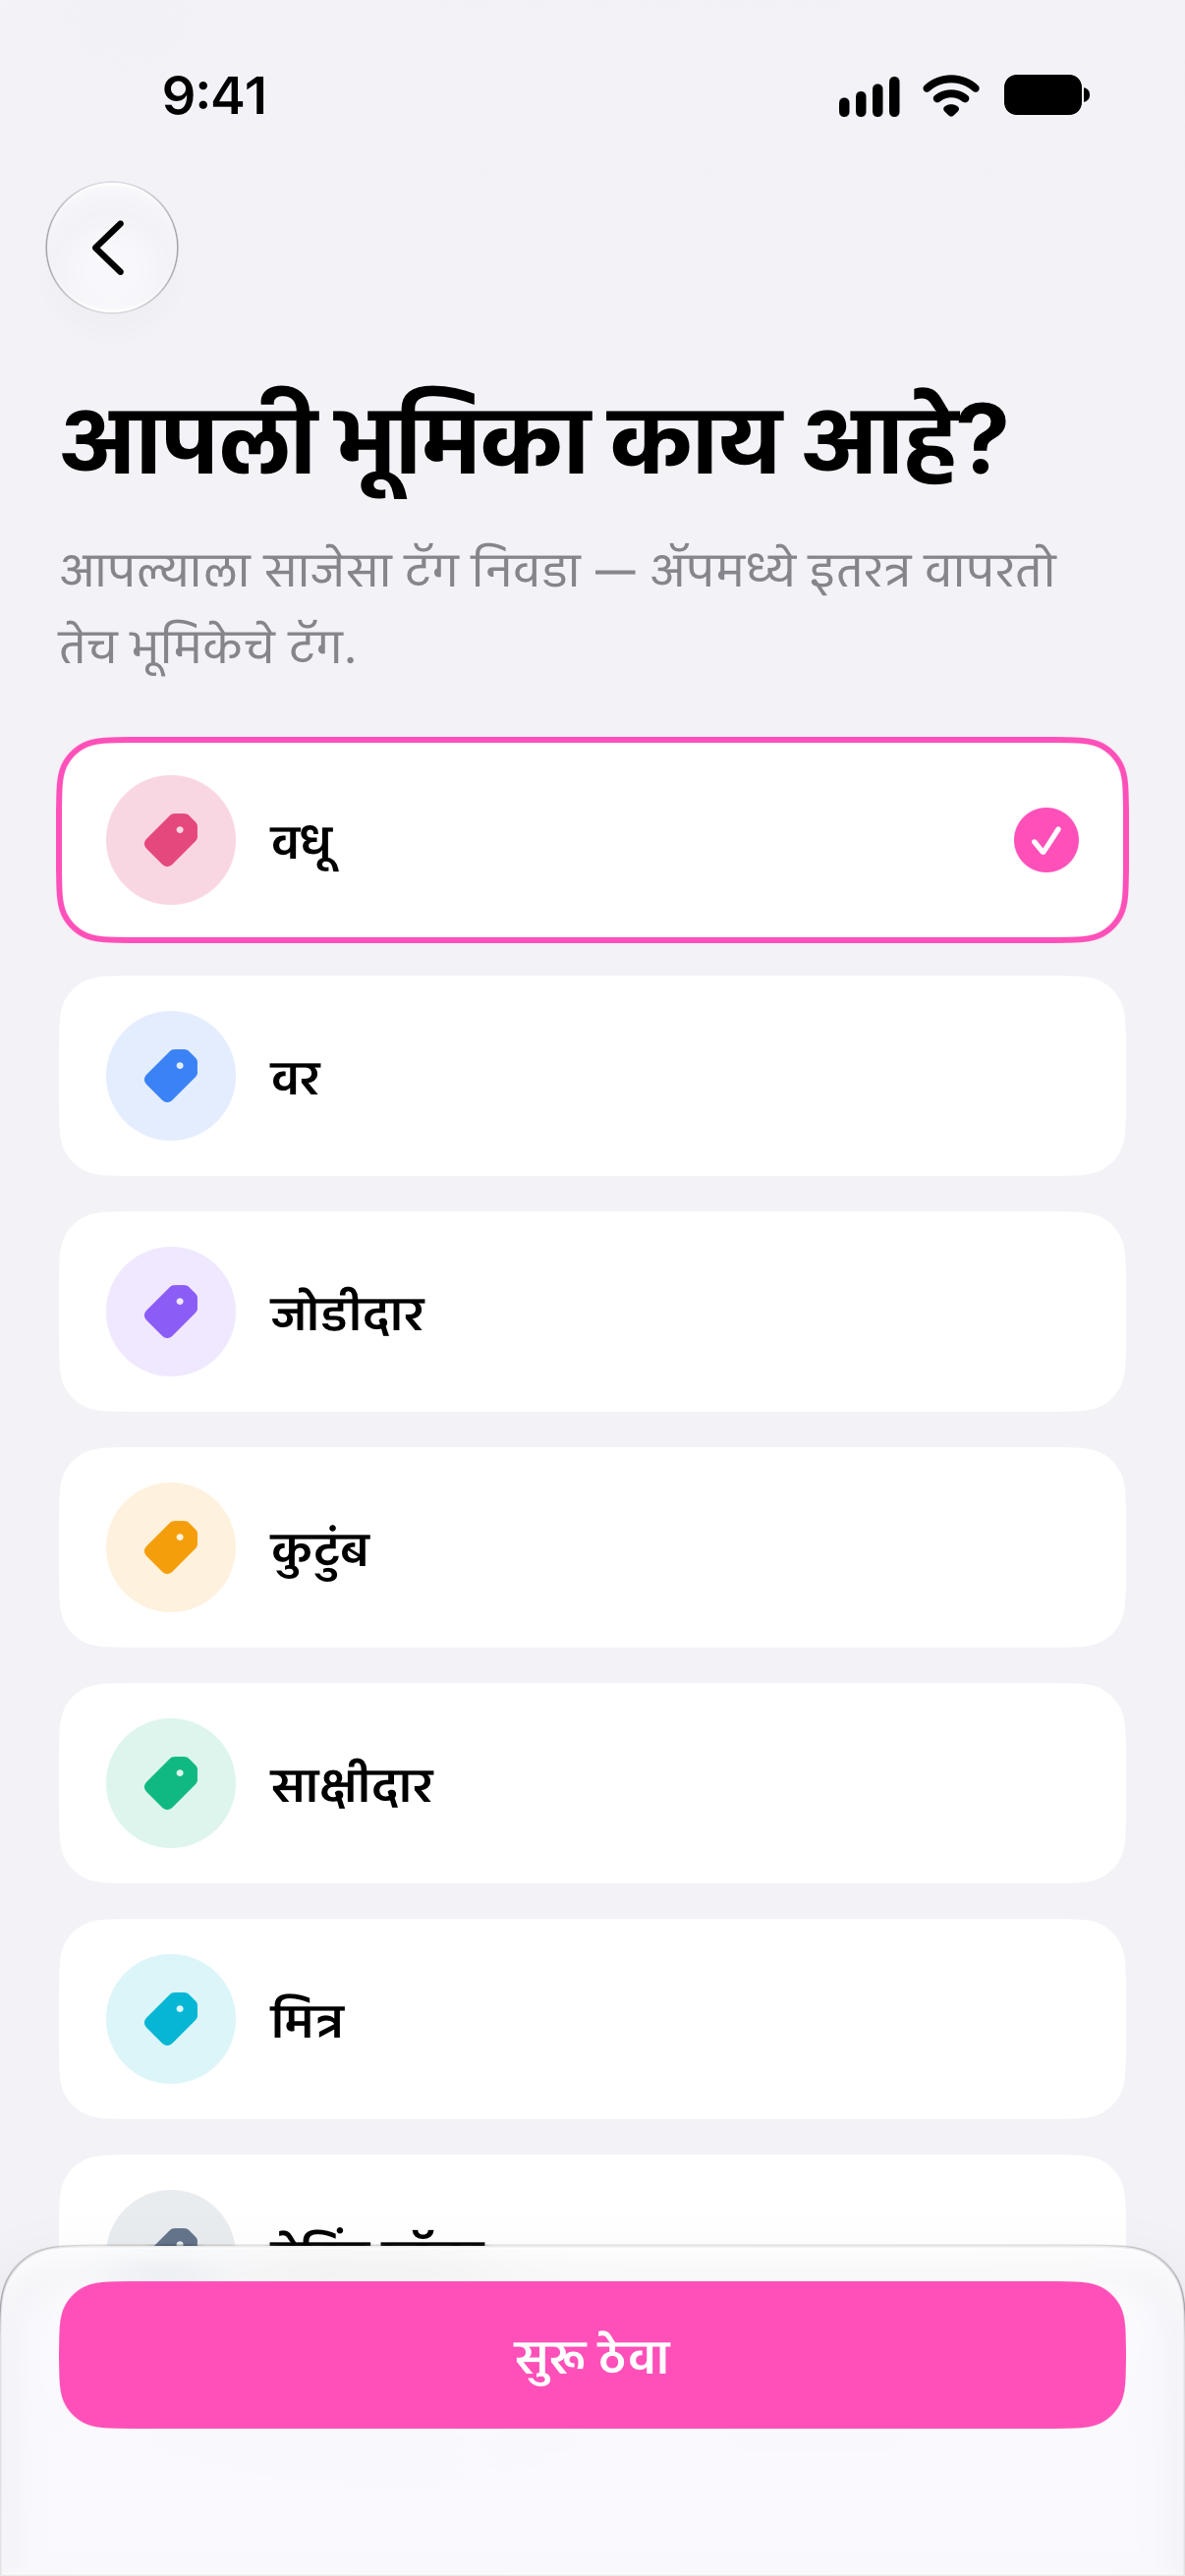 9:41
आपली भूमिका काय आहे?
आपल्याला साजेसा टॅग निवडा — ॲपमध्ये इतरत्र वापरतो
तेच भूमिकेचे टॅग.
वधू
वर
जोडीदार
कुटुंब
साक्षीदार
मित्र
सुरू ठेवा